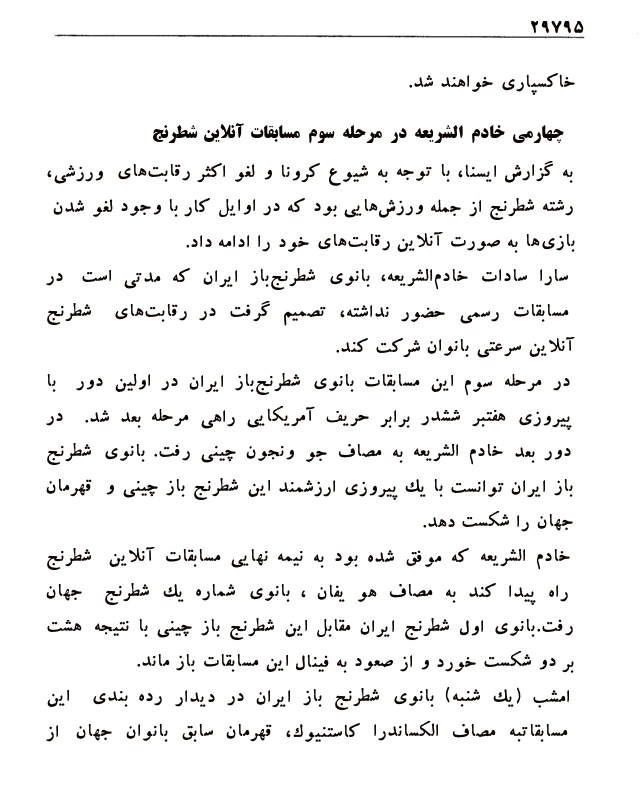 ۲۹۷۹۵
خاکسپاری خواهند شد.
چهارمی خادم الشریعه در مرحله سوم مسابقات آنلاین شطرنج
به گزارش ایسنا، با توجه به شیوع کرونا و لغو اکثر رقابت‌های ورزشی،
رشته شطرنج از جمله ورزش‌هایی بود که در اوایل کار با وجود لغو شدن
بازی‌ها به صورت آنلاین رقابت‌های خود را ادامه داد.
سارا سادات خادم‌الشریعه، بانوی شطرنج‌باز ایران که مدتی است در
مسابقات رسمی حضور نداشته، تصمیم گرفت در رقابت‌های شطرنج
آنلاین سرعتی بانوان شرکت کند.
در مرحله سوم این مسابقات بانوی شطرنج‌باز ایران در اولین دور با
پیروزی هفتبر ششدر برابر حریف آمریکایی راهی مرحله بعد شد. در
دور بعد خادم الشریعه به مصاف جو ونجون چینی رفت. بانوی شطرنج
باز ایران توانست با یك پیروزی ارزشمند این شطرنج باز چینی و قهرمان
جهان را شکست دهد.
خادم الشریعه که موفق شده بود به نیمه نهایی مسابقات آنلاین شطرنج
راه پیدا کند به مصاف هو یفان ، بانوی شماره یك شطرنج جهان
رفت.بانوی اول شطرنج ایران مقابل این شطرنج باز چینی با نتیجه هشت
بر دو شکست خورد و از صعود به فینال این مسابقات باز ماند.
امشب (یك شنبه) بانوی شطرنج باز ایران در دیدار رده بندی این
مسابقاتبه مصاف الکساندرا کاستنیوك، قهرمان سابق بانوان جهان از